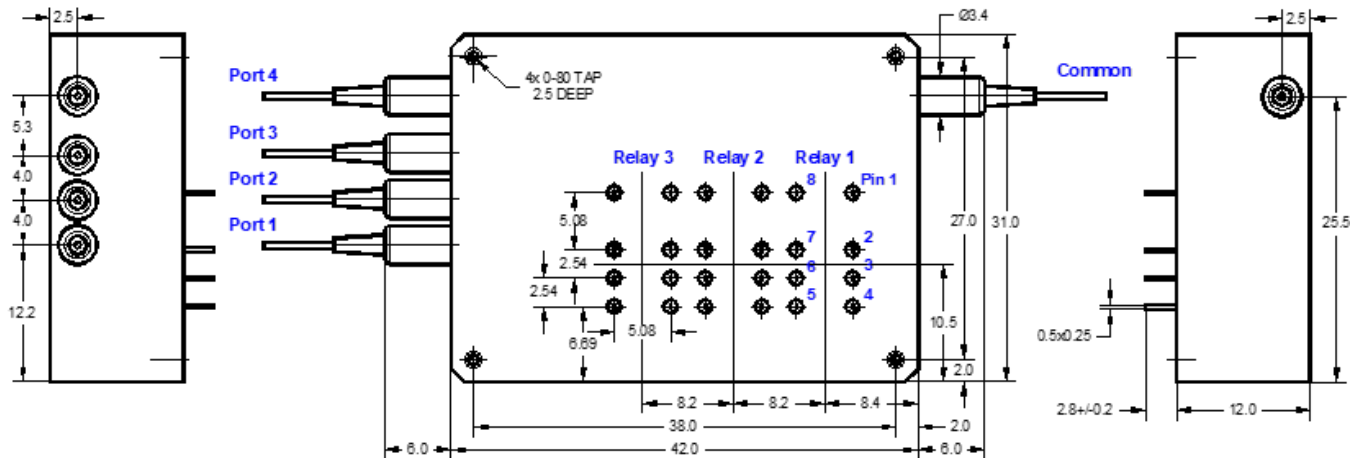 2.5
Ø3.4
2.5
Port 4
4x 0-80 TAP
2.5 DEEP
Common
5.3
Port 3
Relay 3
Relay 2
Relay 1
4.0
Port 2
8
Pin 1
4.0
Port 1
5.08
27.0
31.0
25.5
7
2
2.54
6
3
2.54
12.2
5
4
10.5
0.5x0.25
5.08
6.69
2.0
8.2
8.2
8.4
2.8+/-0.2
12.0
38.0
2.0
6.0
42.0
6.0